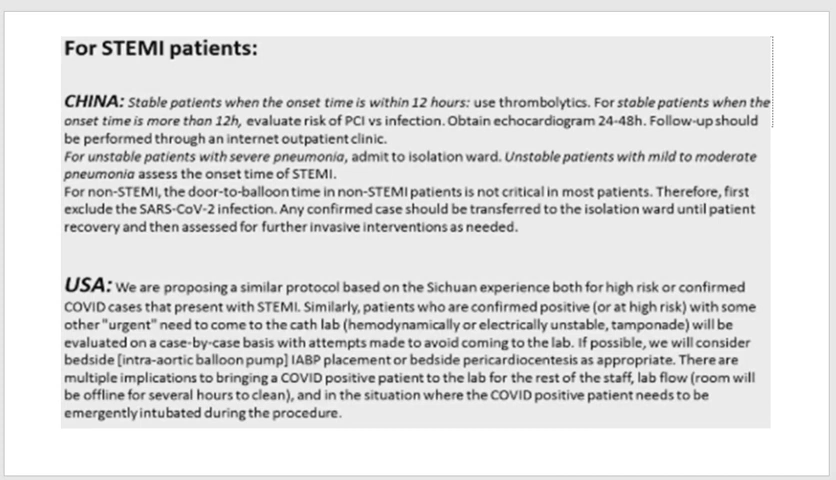 For STEMI patients:
CHINA: Stable patients when the onset time is within 12 hours: use thrombolytics. For stable patients when the
onset time is more than 12h, evaluate risk of PCI vs infection. Obtain echocardiogram 24-48h. Follow-up should
be performed through an internet outpatient clinic.
For unstable patients with severe pneumonia, admit to isolation ward. Unstable patients with mild to moderate
pneumonia assess the onset time of STEMI.
For non-STEMI, the door-to-balloon time in non-STEMI patients is not critical in most patients. Therefore, first
exclude the SARS-CoV-2 infection. Any confirmed case should be transferred to the isolation ward until patient
recovery and then assessed for further invasive interventions as needed.
USA: We are proposing a similar protocol based on the Sichuan experience both for high risk or confirmed
COVID cases that present with STEMI. Similarly, patients who are confirmed positive (or at high risk) with some
other "urgent" need to come to the cath lab (hemodynamically or electrically unstable, tamponade) will be
evaluated on a case-by-case basis with attempts made to avoid coming to the lab. If possible, we will consider
bedside [intra-aortic balloon pump] IABP placement or bedside pericardiocentesis as appropriate. There are
multiple implications to bringing a COVID positive patient to the lab for the rest of the staff, lab flow (room will
be offline for several hours to clean), and in the situation where the COVID positive patient needs to be
emergently intubated during the procedure.